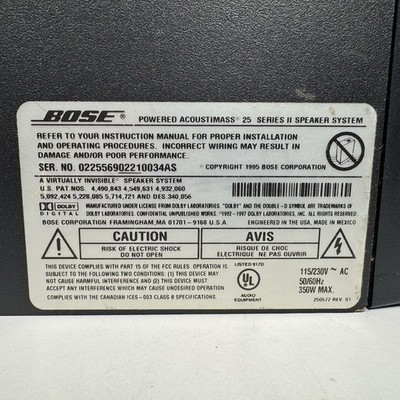 BOSE® POWERED ACOUSTIMASS® 25 SERIES II SPEAKER SYSTEM
REFER TO YOUR INSTRUCTION MANUAL FOR PROPER INSTALLATION
AND OPERATING PROCEDURES. INCORRECT WIRING MAY RESULT
IN DAMAGE AND/OR POOR PERFORMANCE.
SER. NO. 022556902210034AS COPYRIGHT 1995 BOSE CORPORATION
A VIRTUALLY INVISIBLE® SPEAKER SYSTEM
U.S. PAT NOS. 4,490,843 4,549,631 4,932,060
5,092,424 5,228,085 5,714,721 AND DES.340,056
DOLBY MANUFACTURED UNDER LICENSE FROM DOLBY LABORATORIES. "DOLBY" AND THE DOUBLE-D SYMBOL ARE TRADEMARKS OF
DIGITAL DOLBY LABORATORIES. CONFIDENTIAL UNPUBLISHED WORKS. ©1992-1997 DOLBY LABORATORIES, INC. ALL RIGHTS RESERVED.
BOSE CORPORATION FRAMINGHAM, MA 01701-9168 U.S.A. ENGINEERED IN U.S.A., MADE IN MEXICO
CAUTION
RISK OF ELECTRIC SHOCK
DO NOT OPEN
AVIS
RISQUE DE CHOC
ELECTRIQUE NE PAS OUVRIR
THIS DEVICE COMPLIES WITH PART 15 OF THE FCC RULES. OPERATION IS
SUBJECT TO THE FOLLOWING TWO CONDITIONS: (1) THIS DEVICE MAY NOT
CAUSE HARMFUL INTERFERENCE AND (2) THIS DEVICE MUST ACCEPT ANY
INTERFERENCE RECEIVED, INCLUDING INTERFERENCE THAT MAY CAUSE
UNDESIRED OPERATION.
THIS DEVICE COMPLIES WITH THE CANADIAN ICES-003 CLASS B SPECIFICATIONS.
LISTED 917D
UL
AUDIO
EQUIPMENT
115/230V ~ AC
50/60Hz
350W MAX.
250572 REV 01